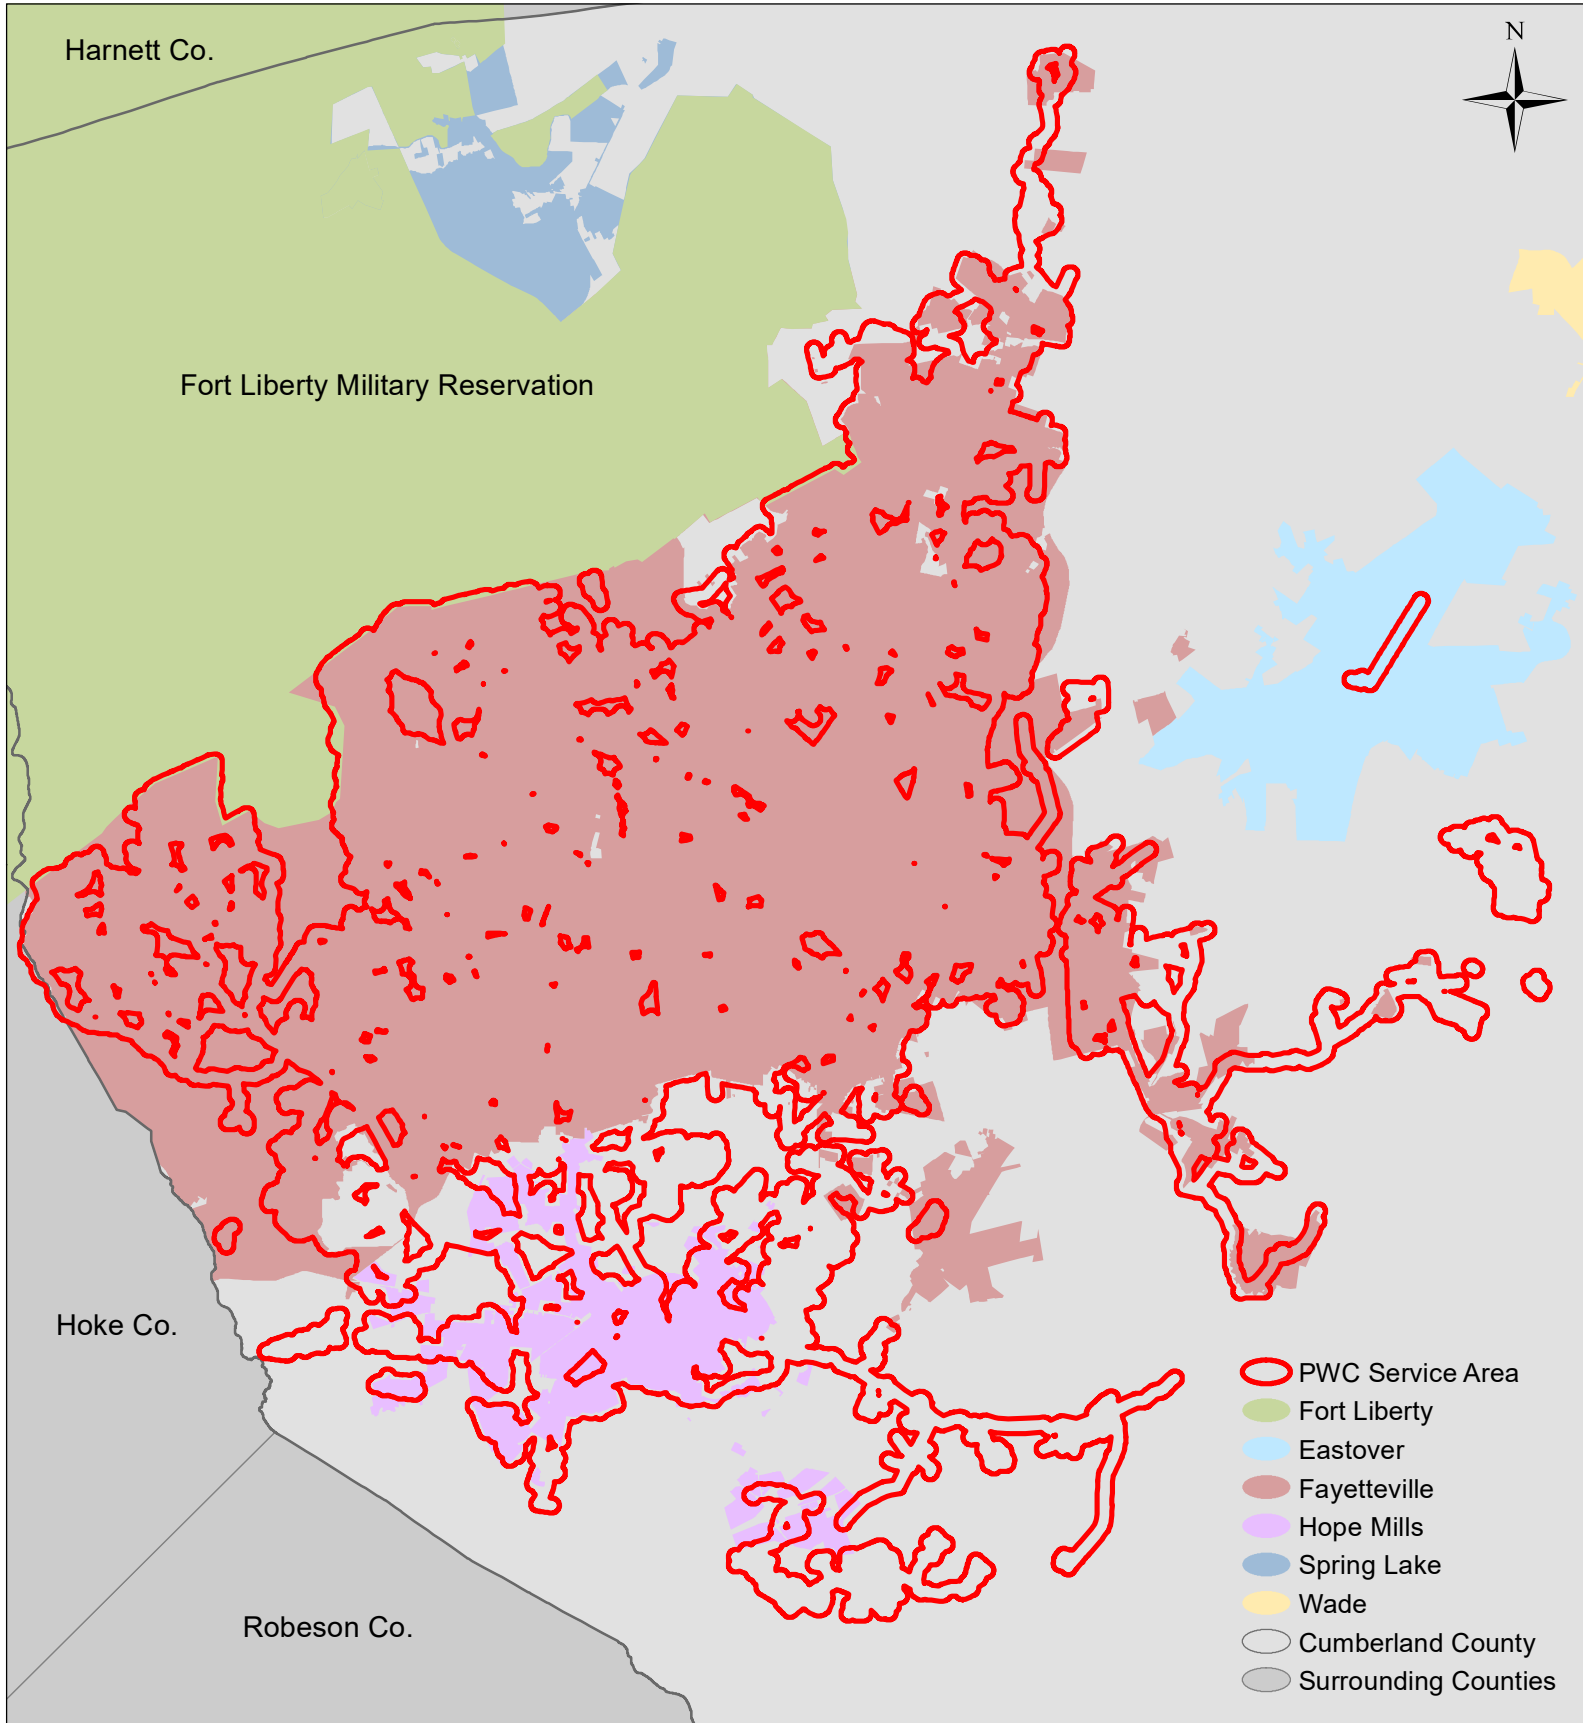 Harnett Co.
N
Fort Liberty Military Reservation
Hoke Co.
Robeson Co.
PWC Service Area
Fort Liberty
Eastover
Fayetteville
Hope Mills
Spring Lake
Wade
Cumberland County
Surrounding Counties